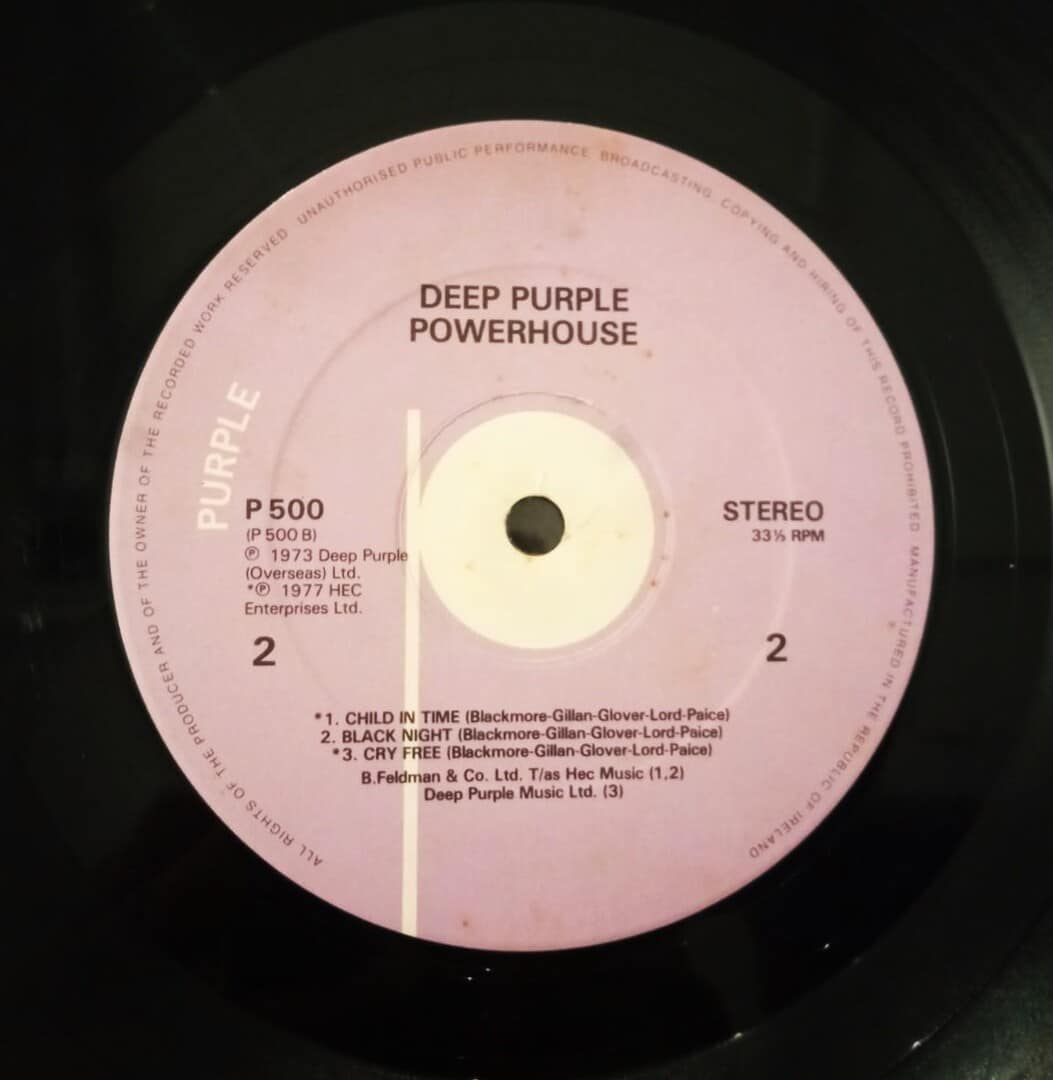 ALL RIGHTS OF THE PRODUCER AND OF THE OWNER OF THE RECORDED WORK RESERVED UNAUTHORISED PUBLIC PERFORMANCE BROADCASTING COPYING AND HIRING OF THIS RECORD PROHIBITED MANUFACTURED IN THE REPUBLIC OF IRELAND
DEEP PURPLE
POWERHOUSE
PURPLE
P 500
(P 500 B)
℗ 1973 Deep Purple
(Overseas) Ltd.
*℗ 1977 HEC
Enterprises Ltd.
2
STEREO
33⅓ RPM
2
*1. CHILD IN TIME (Blackmore-Gillan-Glover-Lord-Paice)
2. BLACK NIGHT (Blackmore-Gillan-Glover-Lord-Paice)
*3. CRY FREE (Blackmore-Gillan-Glover-Lord-Paice)
B.Feldman & Co. Ltd. T/as Hec Music (1,2)
Deep Purple Music Ltd. (3)